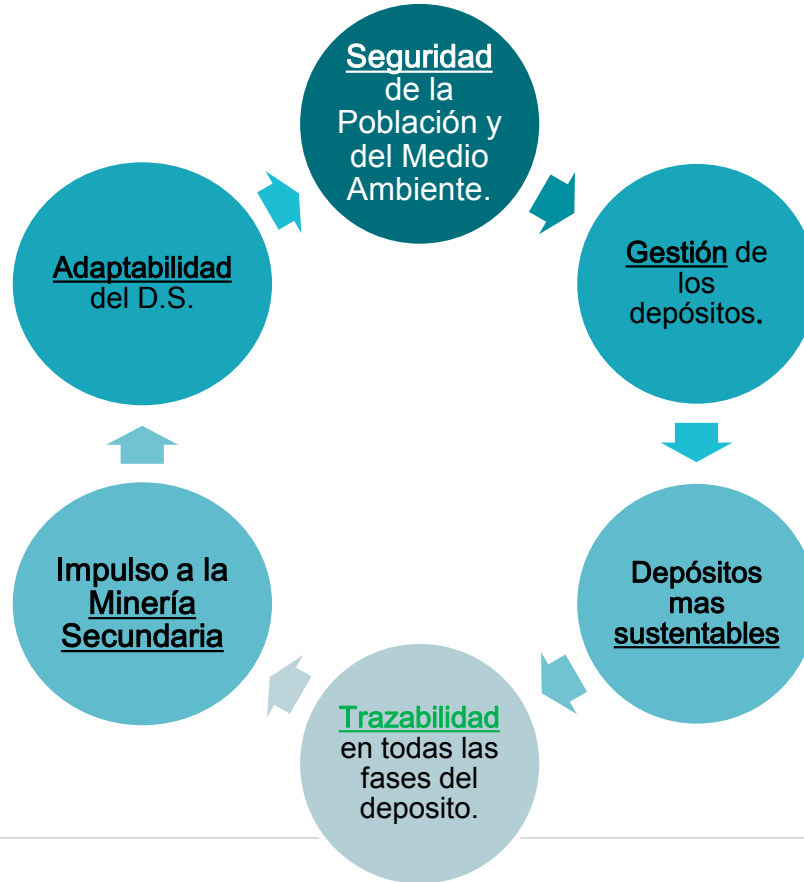 Seguridad
de la
Población y
del Medio
Ambiente.
Gestión de
los
depósitos.
Depósitos
mas
sustentables
Trazabilidad
en todas las
fases del
deposito.
Impulso a la
Minería
Secundaria
Adaptabilidad
del D.S.